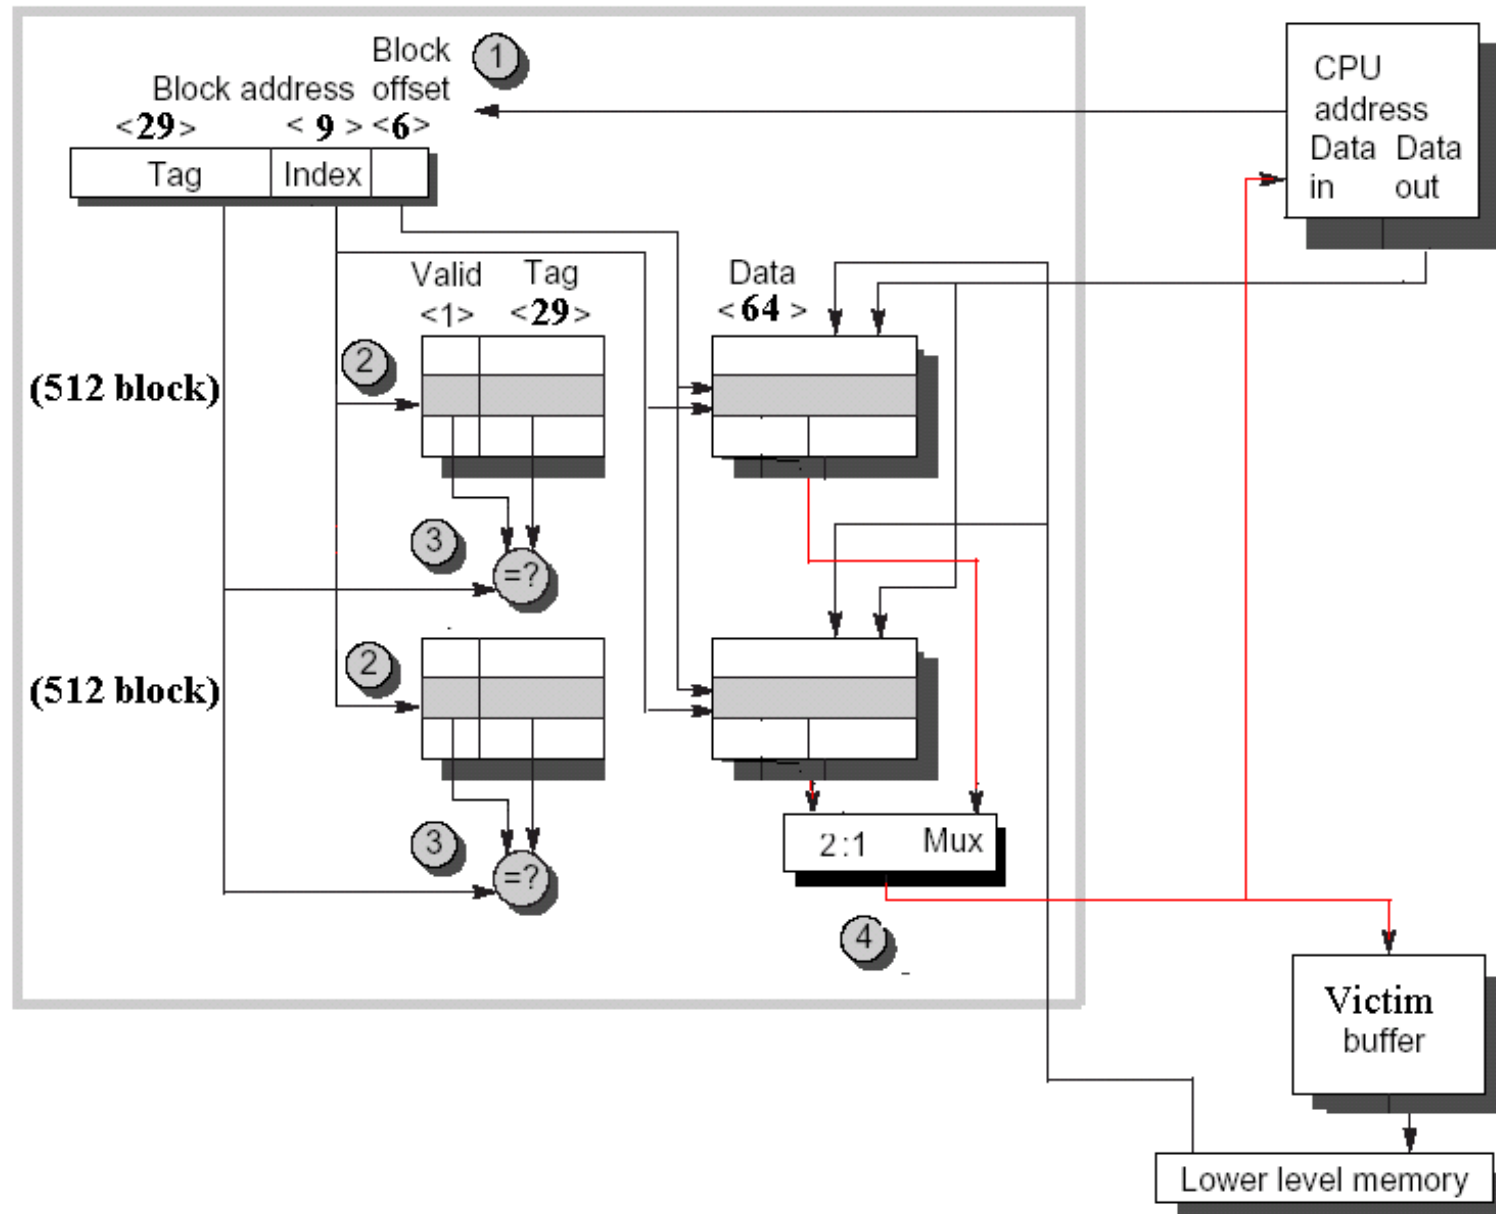 Block
offset
1
Block address
<29>
< 9 >
<6>
Tag
Index
CPU
address
Data
in
Data
out
Valid
<1>
Tag
<29>
Data
<64 >
(512 block)
2
3
=?
(512 block)
2
3
=?
2:1
Mux
4
Victim
buffer
Lower level memory